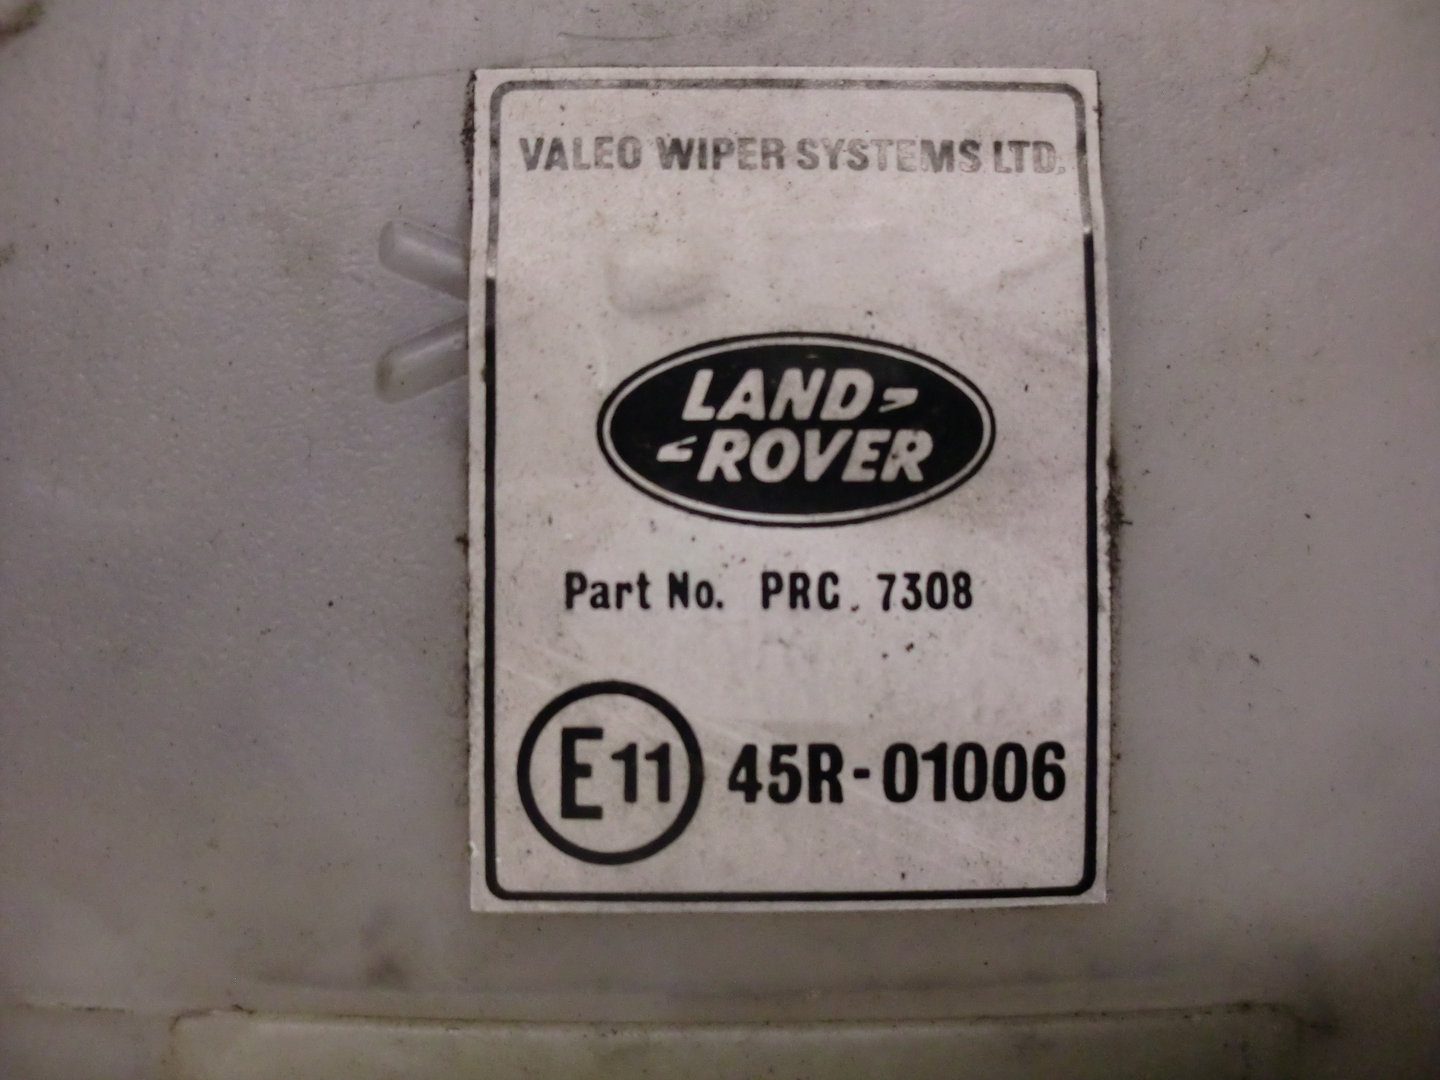 VALEO WIPER SYSTEMS LTD.
LAND
ROVER
Part No. PRC. 7308
E11 45R-01006